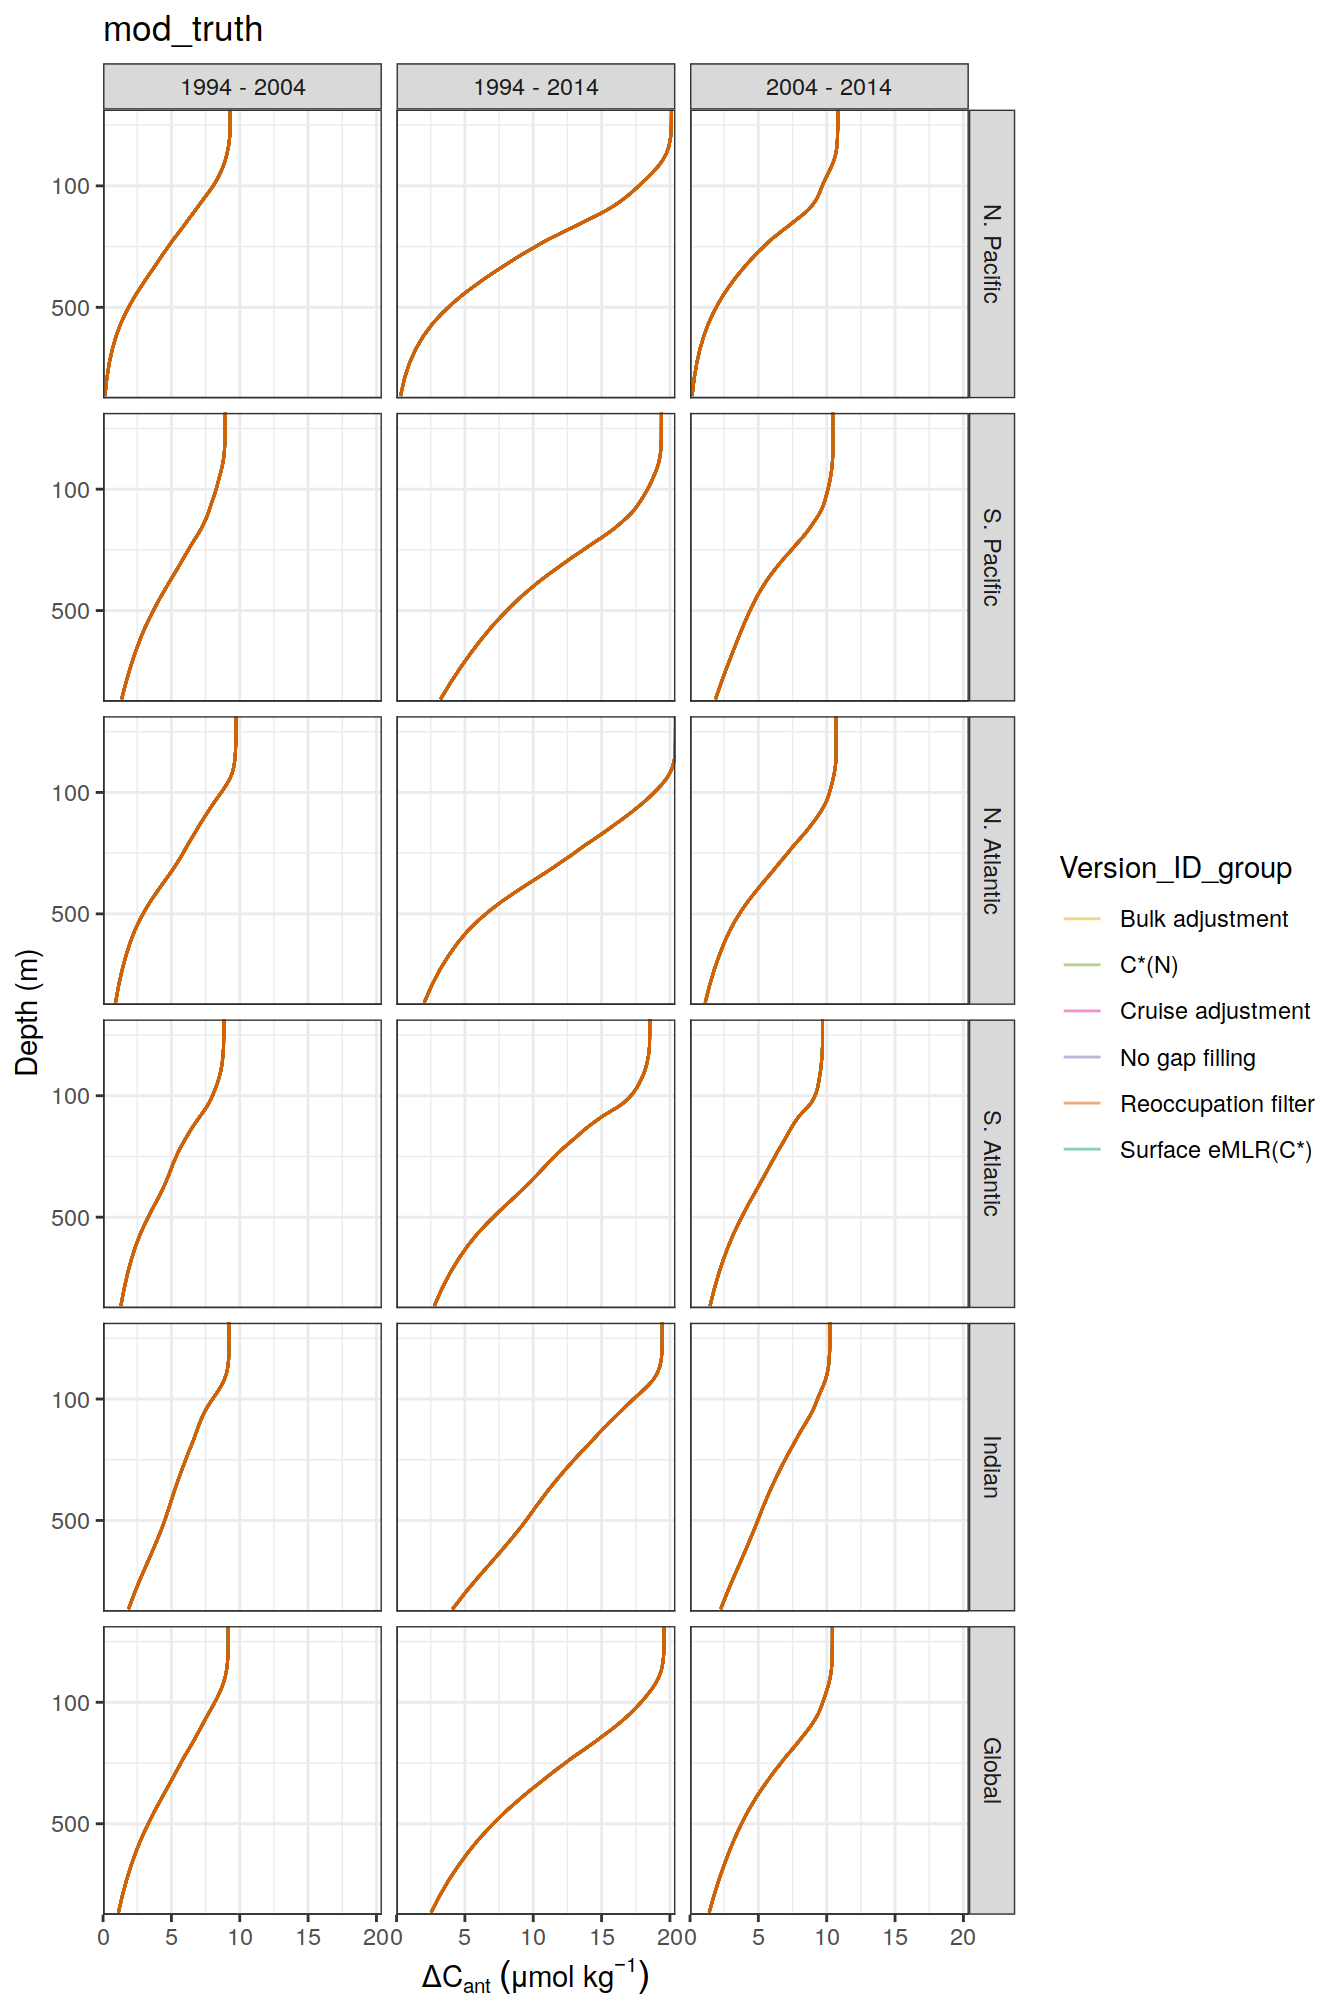 mod_truth
1994 - 2004
1994 - 2014
2004 - 2014
Depth (m)
100
500
N. Pacific
100
500
S. Pacific
100
500
N. Atlantic
100
500
S. Atlantic
100
500
Indian
100
500
Global
0 5 10 15 20
0 5 10 15 20
0 5 10 15 20
ΔCant (μmol kg−1)
Version_ID_group
Bulk adjustment
C*(N)
Cruise adjustment
No gap filling
Reoccupation filter
Surface eMLR(C*)